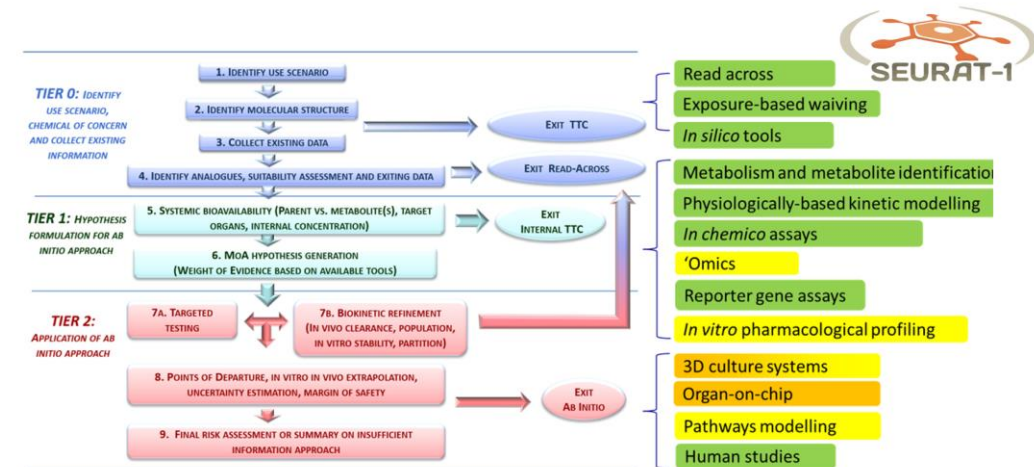 SEURAT-1
TIER 0: IDENTIFY
USE SCENARIO,
CHEMICAL OF CONCERN
AND COLLECT EXISTING
INFORMATION
1. IDENTIFY USE SCENARIO
2. IDENTIFY MOLECULAR STRUCTURE
3. COLLECT EXISTING DATA
4. IDENTIFY ANALOGUES, SUITABILITY ASSESSMENT AND EXITING DATA
EXIT TTC
EXIT READ-ACROSS
TIER 1: HYPOTHESIS
FORMULATION FOR AB
INITIO APPROACH
5. SYSTEMIC BIOAVAILABILITY (PARENT VS. METABOLITE(S), TARGET
ORGANS, INTERNAL CONCENTRATION)
6. MOA HYPOTHESIS GENERATION
(WEIGHT OF EVIDENCE BASED ON AVAILABLE TOOLS)
EXIT
INTERNAL TTC
TIER 2:
APPLICATION OF AB
INITIO APPROACH
7A. TARGETED
TESTING
7B. BIOKINETIC REFINEMENT
(IN VIVO CLEARANCE, POPULATION,
IN VITRO STABILITY, PARTITION)
8. POINTS OF DEPARTURE, IN VITRO IN VIVO EXTRAPOLATION,
UNCERTAINTY ESTIMATION, MARGIN OF SAFETY
9. FINAL RISK ASSESSMENT OR SUMMARY ON INSUFFICIENT
INFORMATION APPROACH
EXIT
AB INITIO
Read across
Exposure-based waiving
In silico tools
Metabolism and metabolite identification
Physiologically-based kinetic modelling
In chemico assays
‘Omics
Reporter gene assays
In vitro pharmacological profiling
3D culture systems
Organ-on-chip
Pathways modelling
Human studies